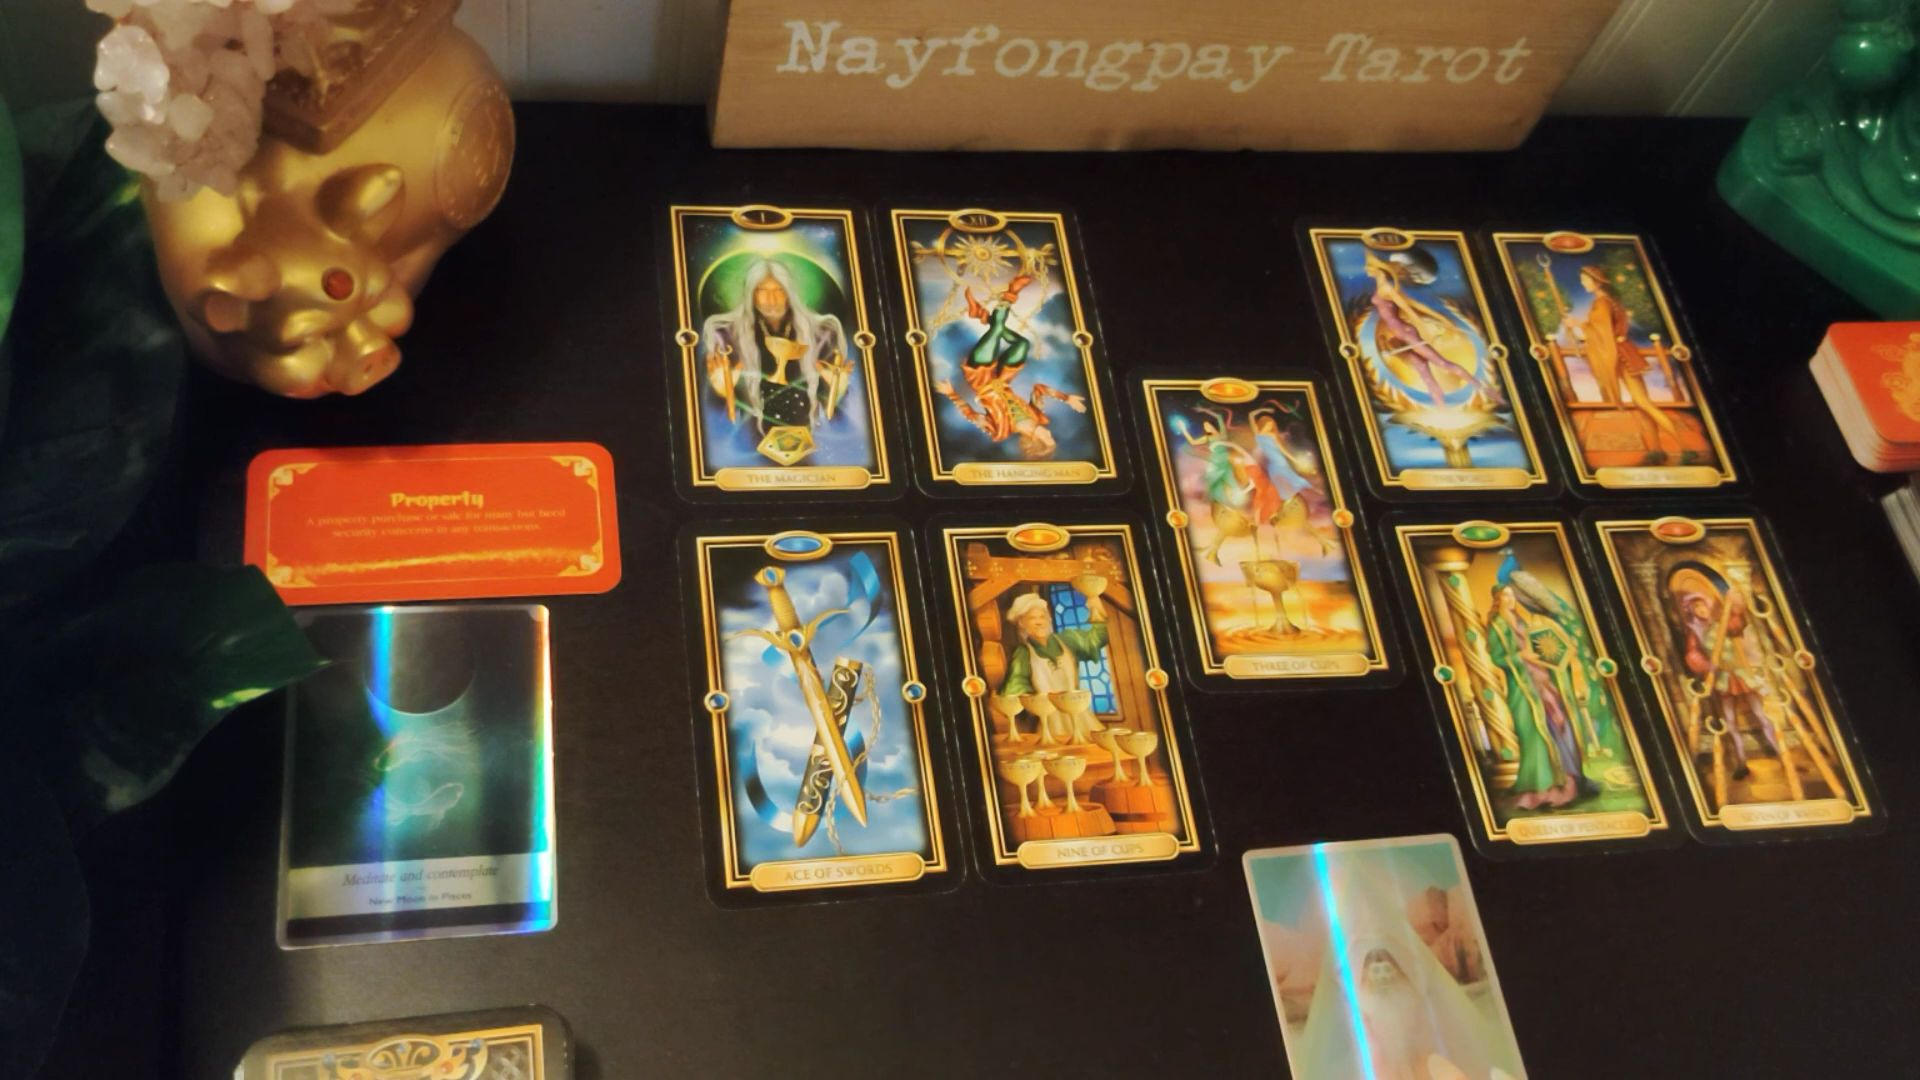 Nayfongpay Tarot
I
XII
XXI
THE MAGICIAN
THE HANGING MAN
THE WORLD
Property
A property purchase or sale for many but heed
security concerns in any transactions.
THREE OF CUPS
Meditate and contemplate
New Moon in Pisces
ACE OF SWORDS
NINE OF CUPS
QUEEN OF PENTACLES
SEVEN OF WANDS